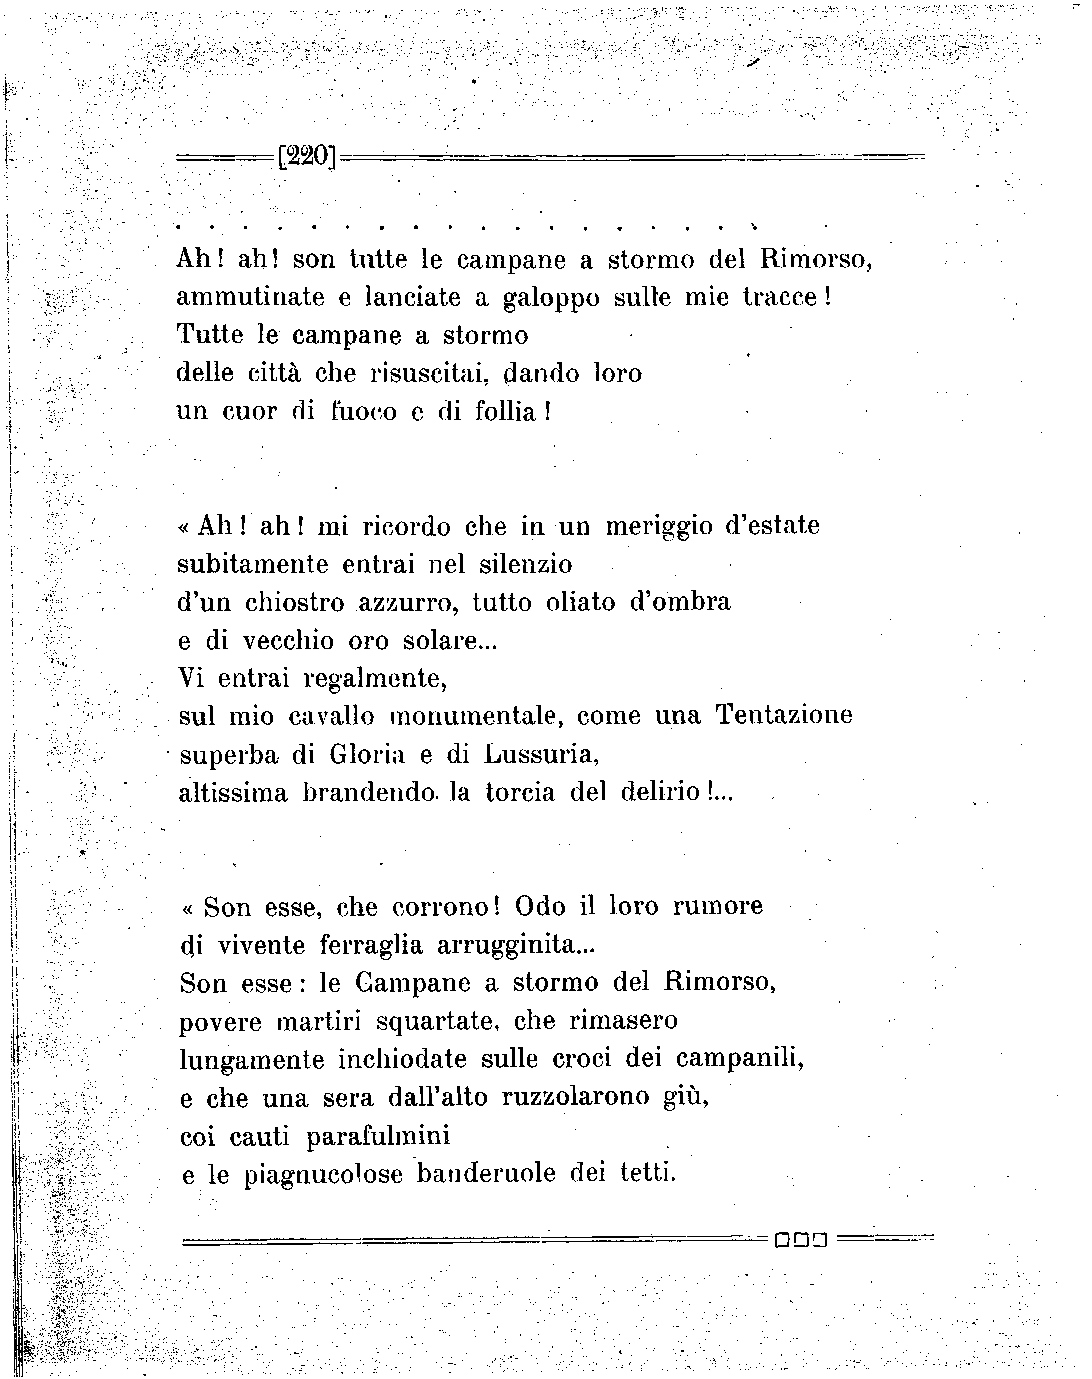 [220]
. . . . . . . . . . . . . . . . . .
Ah! ah! son tutte le campane a stormo del Rimorso,
ammutinate e lanciate a galoppo sulle mie tracce!
Tutte le campane a stormo
delle città che risuscitai, dando loro
un cuor di fuoco e di follia!
« Ah! ah! mi ricordo che in un meriggio d'estate
subitamente entrai nel silenzio
d'un chiostro azzurro, tutto oliato d'ombra
e di vecchio oro solare...
Vi entrai regalmente,
sul mio cavallo monumentale, come una Tentazione
superba di Gloria e di Lussuria,
altissima brandendo la torcia del delirio!...
« Son esse, che corrono! Odo il loro rumore
di vivente ferraglia arrugginita...
Son esse: le Campane a stormo del Rimorso,
povere martiri squartate, che rimasero
lungamente inchiodate sulle croci dei campanili,
e che una sera dall'alto ruzzolarono giù,
coi cauti parafulmini
e le piagnucolose banderuole dei tetti.